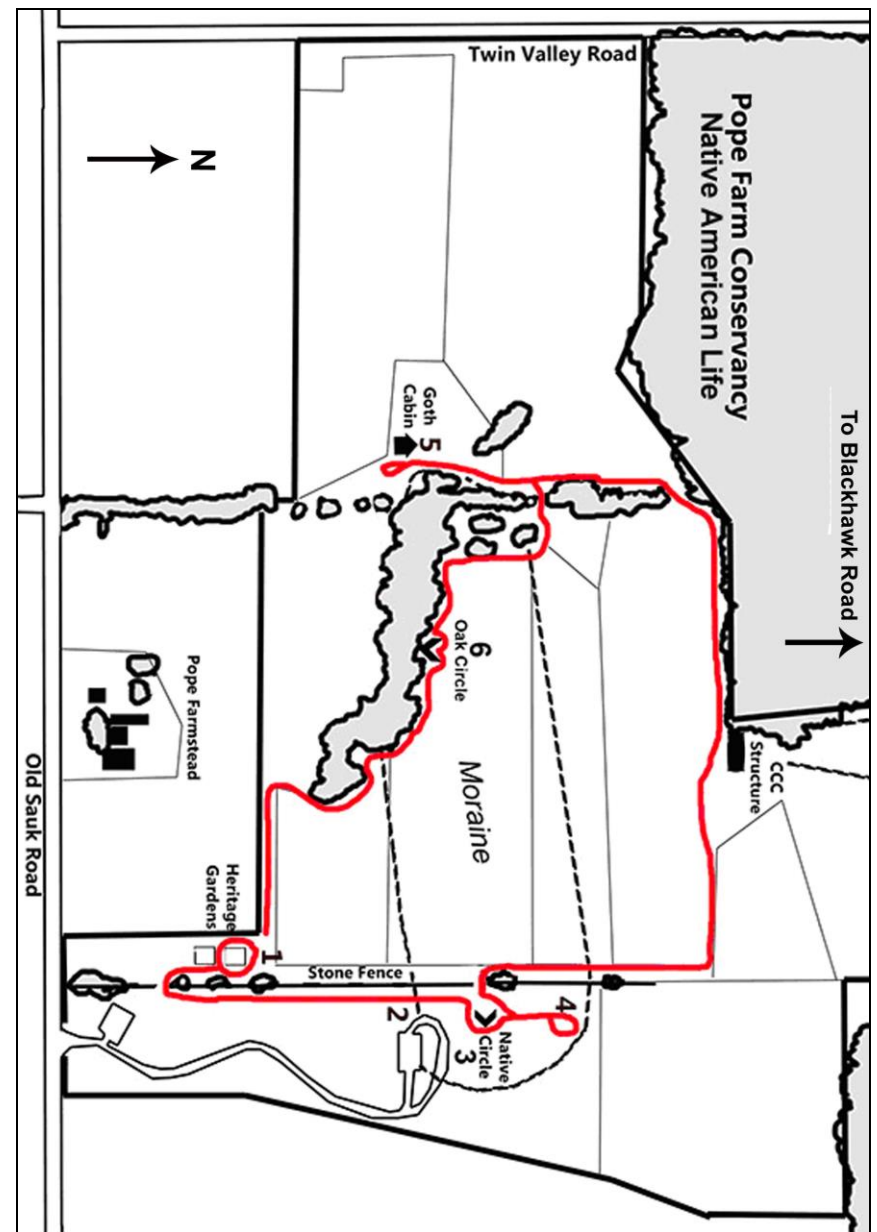 Twin Valley Road
Pope Farm Conservancy
Native American Life
N
To Blackhawk Road
5
Goth
Cabin
6
Oak Circle
Pope Farmstead
CCC
Structure
Moraine
Old Sauk Road
Heritage
Gardens
1
Stone Fence
2
Native
Circle
3
4